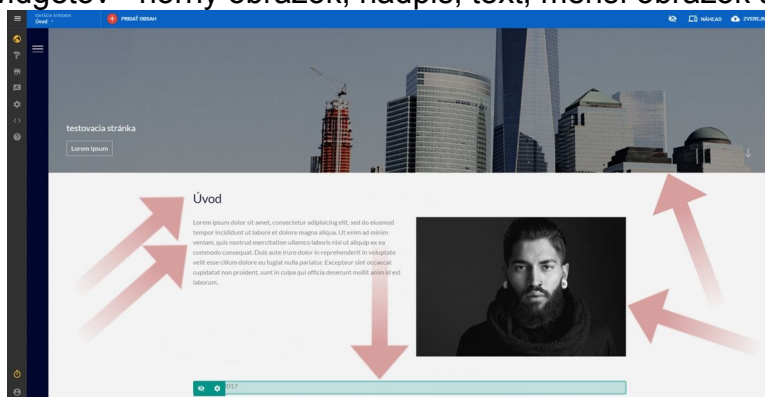 horný obrázok, nadpis, text, menší obrázok
EDITÁCIA STRÁNOK
Úvod
PRIDAŤ OBSAH
NÁHĽAD
testovacia stránka
Lorem Ipsum
Úvod
Lorem ipsum dolor sit amet, consectetur adipisicing elit, sed do eiusmod
tempor incididunt ut labore et dolore magna aliqua. Ut enim ad minim
veniam, quis nostrud exercitation ullamco laboris nisi ut aliquip ex ea
commodo consequat. Duis aute irure dolor in reprehenderit in voluptate
velit esse cillum dolore eu fugiat nulla pariatur. Excepteur sint occaecat
cupidatat non proident, sunt in culpa qui officia deserunt mollit anim id est
laborum.